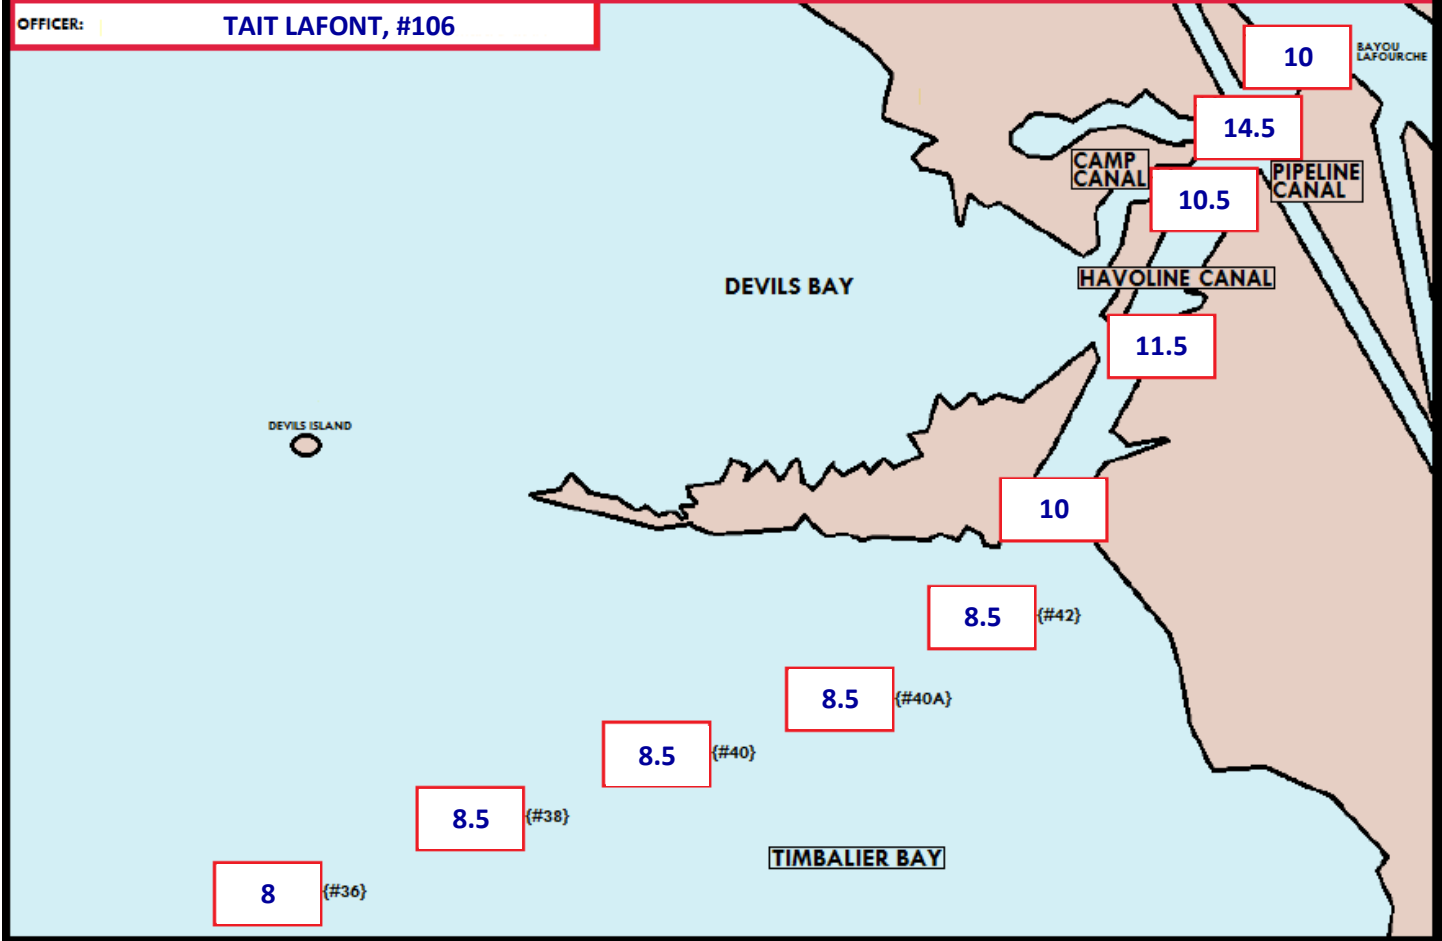 OFFICER: TAIT LAFONT, #106
10
BAYOU
LAFOURCHE
14.5
CAMP
CANAL
PIPELINE
CANAL
10.5
HAVOLINE CANAL
DEVILS BAY
11.5
DEVILS ISLAND
10
8.5 {#42}
8.5 {#40A}
8.5 {#40}
8.5 {#38}
TIMBALIER BAY
8 {#36}